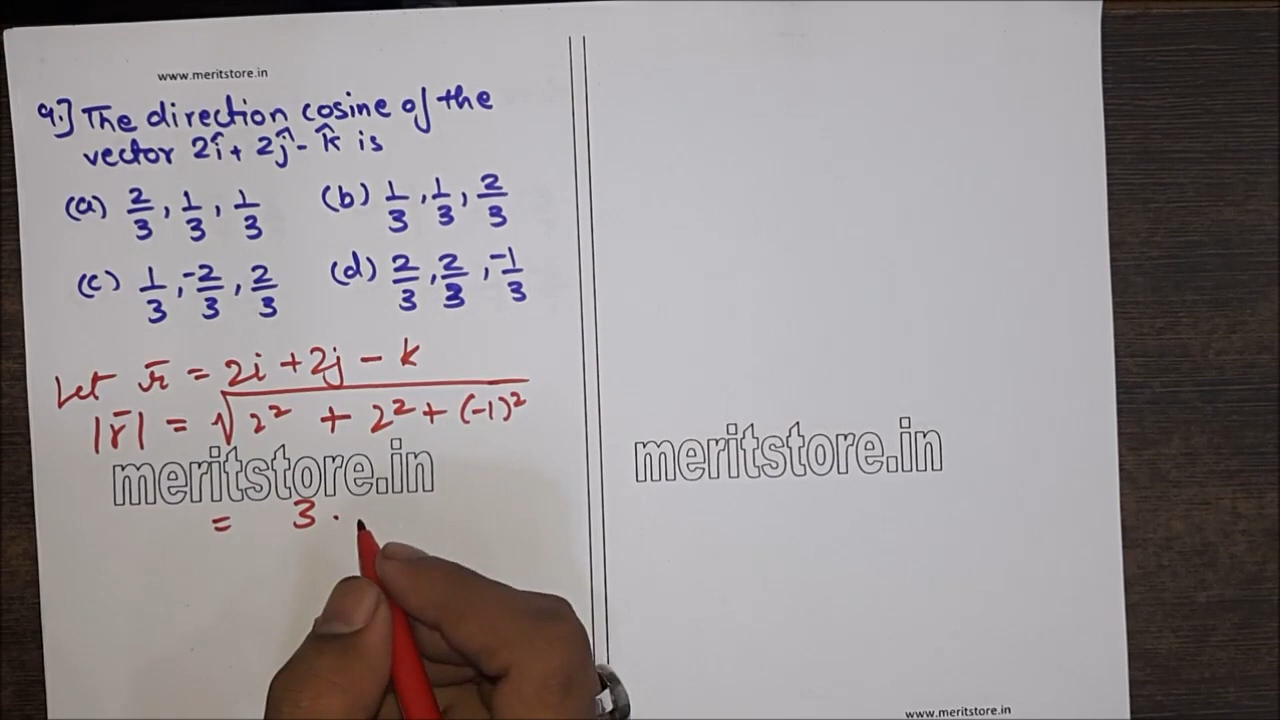 www.meritstore.in
9.] The direction cosine of the
vector 2î + 2ĵ - k̂ is
(a) 2/3, 1/3, 1/3 (b) 1/3, 1/3, 2/3
(c) 1/3, -2/3, 2/3 (d) 2/3, 2/3, -1/3
Let r̄ = 2i + 2j - k
|r̄| = √(2² + 2² + (-1)²)
meritstore.in
= 3.
meritstore.in
www.meritstore.in